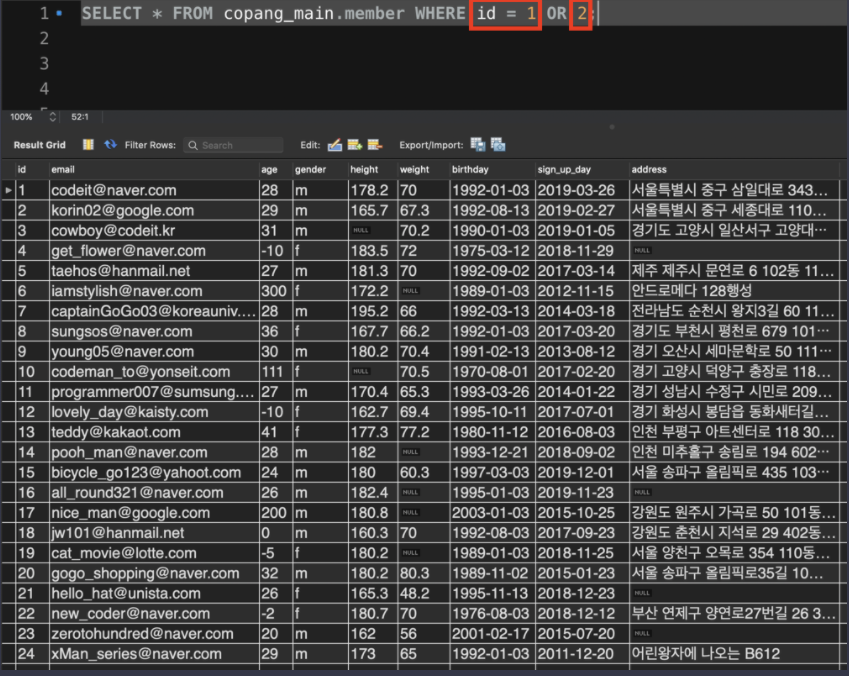 1 SELECT * FROM copang_main.member WHERE id = 1 OR 2;
2
3
4
5
100% 52:1
Result Grid Filter Rows: Search Edit: Export/Import:
id email age gender height weight birthday sign_up_day address
1 codeit@naver.com 28 m 178.2 70 1992-01-03 2019-03-26 서울특별시 중구 삼일대로 343...
2 korin02@google.com 29 m 165.7 67.3 1992-08-13 2019-02-27 서울특별시 중구 세종대로 110...
3 cowboy@codeit.kr 31 m NULL 70.2 1990-01-03 2019-01-05 경기도 고양시 일산서구 고양대...
4 get_flower@naver.com -10 f 183.5 72 1975-03-12 2018-11-29 NULL
5 taehos@hanmail.net 27 m 181.3 70 1992-09-02 2017-03-14 제주 제주시 문연로 6 102동 11...
6 iamstylish@naver.com 300 f 172.2 NULL 1989-01-03 2012-11-15 안드로메다 128행성
7 captainGoGo03@koreauniv.... 28 m 195.2 66 1992-03-13 2014-03-18 전라남도 순천시 왕지3길 60 11...
8 sungsos@naver.com 36 f 167.7 66.2 1992-01-03 2017-03-20 경기도 부천시 평천로 679 101...
9 young05@naver.com 30 m 180.2 70.4 1991-02-13 2013-08-12 경기 오산시 세마문학로 50 111...
10 codeman_to@yonseit.com 111 f NULL 70.5 1970-08-01 2017-02-20 경기 고양시 덕양구 충장로 118...
11 programmer007@sumsung.... 27 m 170.4 65.3 1993-03-26 2014-01-22 경기 성남시 수정구 시민로 209...
12 lovely_day@kaisty.com -10 f 162.7 69.4 1995-10-11 2017-07-01 경기 화성시 봉담읍 동화새터길...
13 teddy@kakaot.com 41 f 177.3 77.2 1980-11-12 2016-08-03 인천 부평구 아트센터로 118 30...
14 pooh_man@naver.com 28 m 182 NULL 1993-12-21 2018-09-02 인천 미추홀구 송림로 194 602...
15 bicycle_go123@yahoot.com 24 m 180 60.3 1997-03-03 2019-12-01 서울 송파구 올림픽로 435 103...
16 all_round321@naver.com 26 m 182.4 NULL 1995-01-03 2019-11-23 NULL
17 nice_man@google.com 200 m 180.8 NULL 2003-01-03 2015-10-25 강원도 원주시 가곡로 50 101동...
18 jw101@hanmail.net 0 m 160.3 70 1992-08-03 2017-09-23 강원도 춘천시 지석로 29 402동...
19 cat_movie@lotte.com -5 f 180.2 NULL 1989-01-03 2018-11-25 서울 양천구 오목로 354 110동...
20 gogo_shopping@naver.com 32 m 180.2 80.3 1989-11-02 2015-01-23 서울 송파구 올림픽로35길 10...
21 hello_hat@unista.com 26 f 165.3 48.2 1995-11-13 2018-12-23 NULL
22 new_coder@naver.com -2 f 180.7 70 1976-08-03 2018-12-12 부산 연제구 양연로27번길 26 3...
23 zerotohundred@naver.com 20 m 162 56 2001-02-17 2015-07-20 NULL
24 xMan_series@naver.com 29 m 173 65 1992-01-03 2011-12-20 어린왕자에 나오는 B612